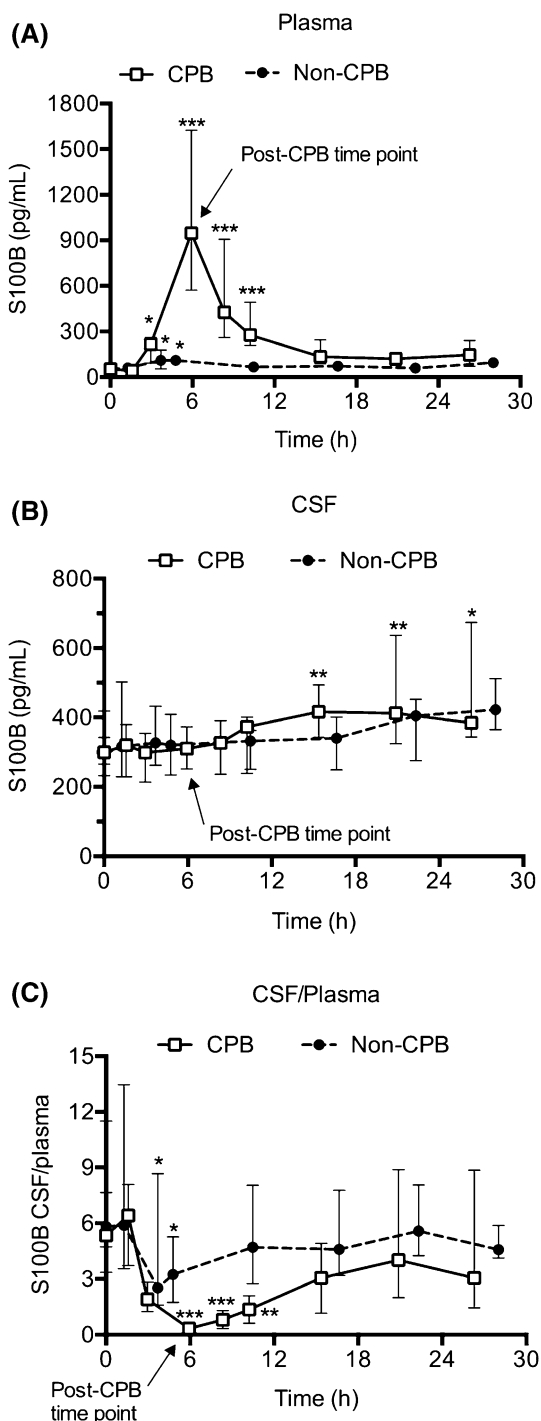 (A)
Plasma
CPB Non-CPB
S100B (pg/mL)
1800
1500
1200
900
600
300
0
***
Post-CPB time point
***
***
*
*
*
0 6 12 18 24 30
Time (h)
(B)
CSF
CPB Non-CPB
S100B (pg/mL)
800
600
400
200
0
**
**
*
Post-CPB time point
0 6 12 18 24 30
Time (h)
(C)
CSF/Plasma
CPB Non-CPB
S100B CSF/plasma
15
12
9
6
3
0
*
*
***
***
**
0 6 12 18 24 30
Post-CPB
time point
Time (h)